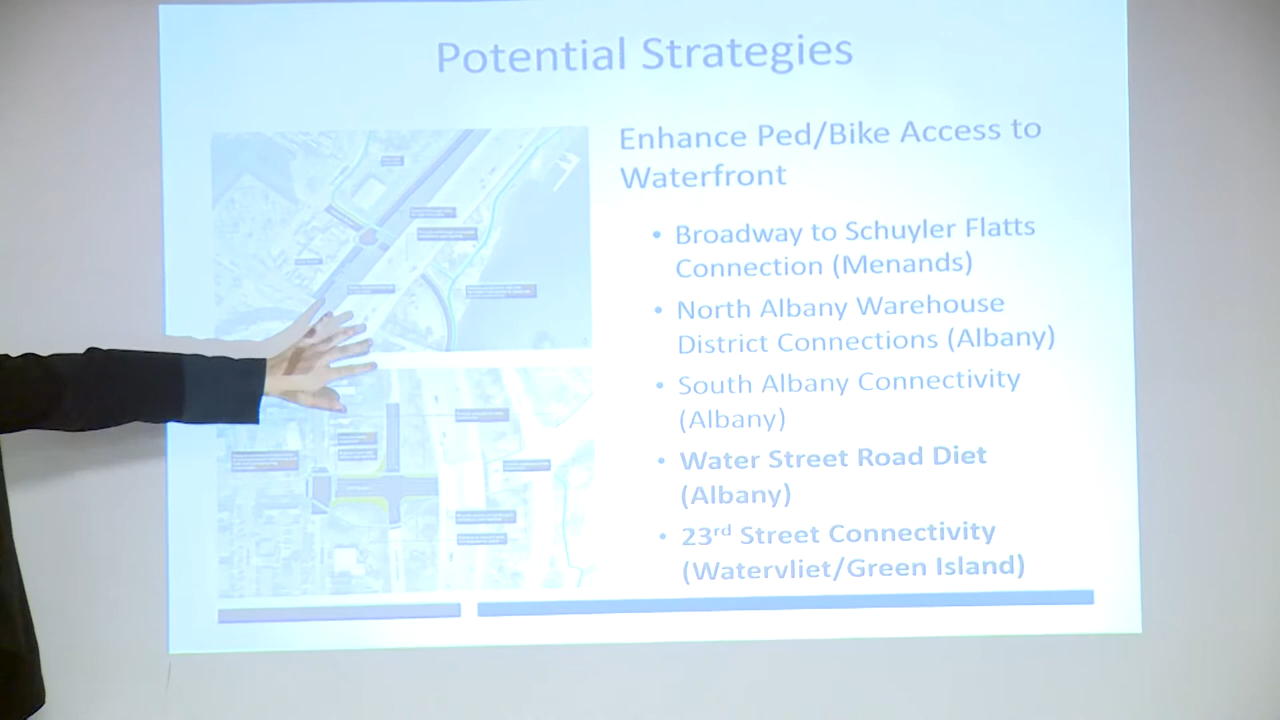 Potential Strategies
Enhance Ped/Bike Access to
Waterfront
• Broadway to Schuyler Flatts
Connection (Menands)
• North Albany Warehouse
District Connections (Albany)
• South Albany Connectivity
(Albany)
• Water Street Road Diet
(Albany)
• 23rd Street Connectivity
(Watervliet/Green Island)